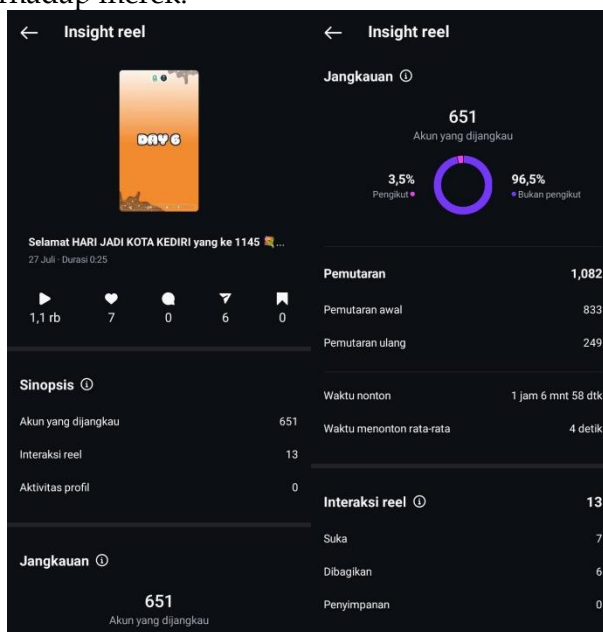 Insight reel
DAY 6
Selamat HARI JADI KOTA KEDIRI yang ke 1145 💐...
27 Juli · Durasi 0:25
1,1 rb 7 0 6 0
Sinopsis
Akun yang dijangkau 651
Interaksi reel 13
Aktivitas profil 0
Jangkauan
651
Akun yang dijangkau
Insight reel
Jangkauan
651
Akun yang dijangkau
3,5%
Pengikut
96,5%
Bukan pengikut
Pemutaran 1,082
Pemutaran awal 833
Pemutaran ulang 249
Waktu nonton 1 jam 6 mnt 58 dtk
Waktu menonton rata-rata 4 detik
Interaksi reel 13
Suka 7
Dibagikan 6
Penyimpanan 0